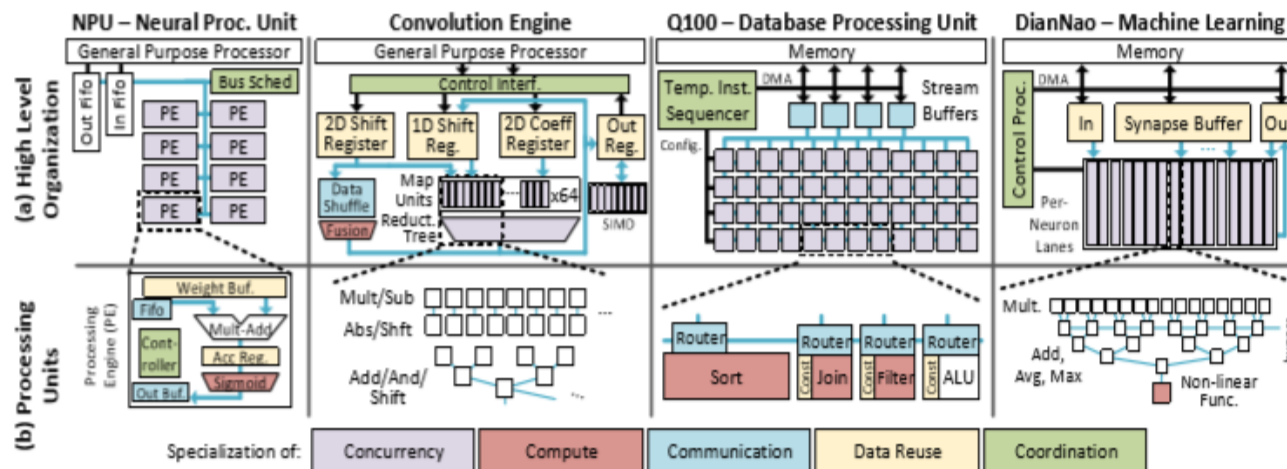 NPU – Neural Proc. Unit
General Purpose Processor
Out Fifo
In Fifo
Bus Sched
PE PE
PE PE
PE PE
PE PE
Convolution Engine
General Purpose Processor
Control Interf.
2D Shift
Register
1D Shift
Reg.
2D Coeff
Register
Out
Reg.
Data
Shuffle
Fusion
Map
Units
Reduct.
Tree
x64
SIMD
Q100 – Database Processing Unit
Memory
Temp. Inst.
Sequencer
DMA
Stream
Buffers
Config.
DianNao – Machine Learning
Memory
Control Proc.
DMA
In
Synapse Buffer
Out
Per-
Neuron
Lanes
(a) High Level
Organization
(b) Processing
Units
Processing
Engine (PE)
Weight Buf.
Fifo
Mult-Add
Cont-
roller
Acc Reg.
Sigmoid
Out Buf.
Mult/Sub
Abs/Shft
Add/And/
Shift
...
...
Router
Sort
Router
Const
Join
Router
Const
Filter
Router
Const
ALU
Mult.
Add,
Avg, Max
Non-linear
Func.
Specialization of:
Concurrency
Compute
Communication
Data Reuse
Coordination